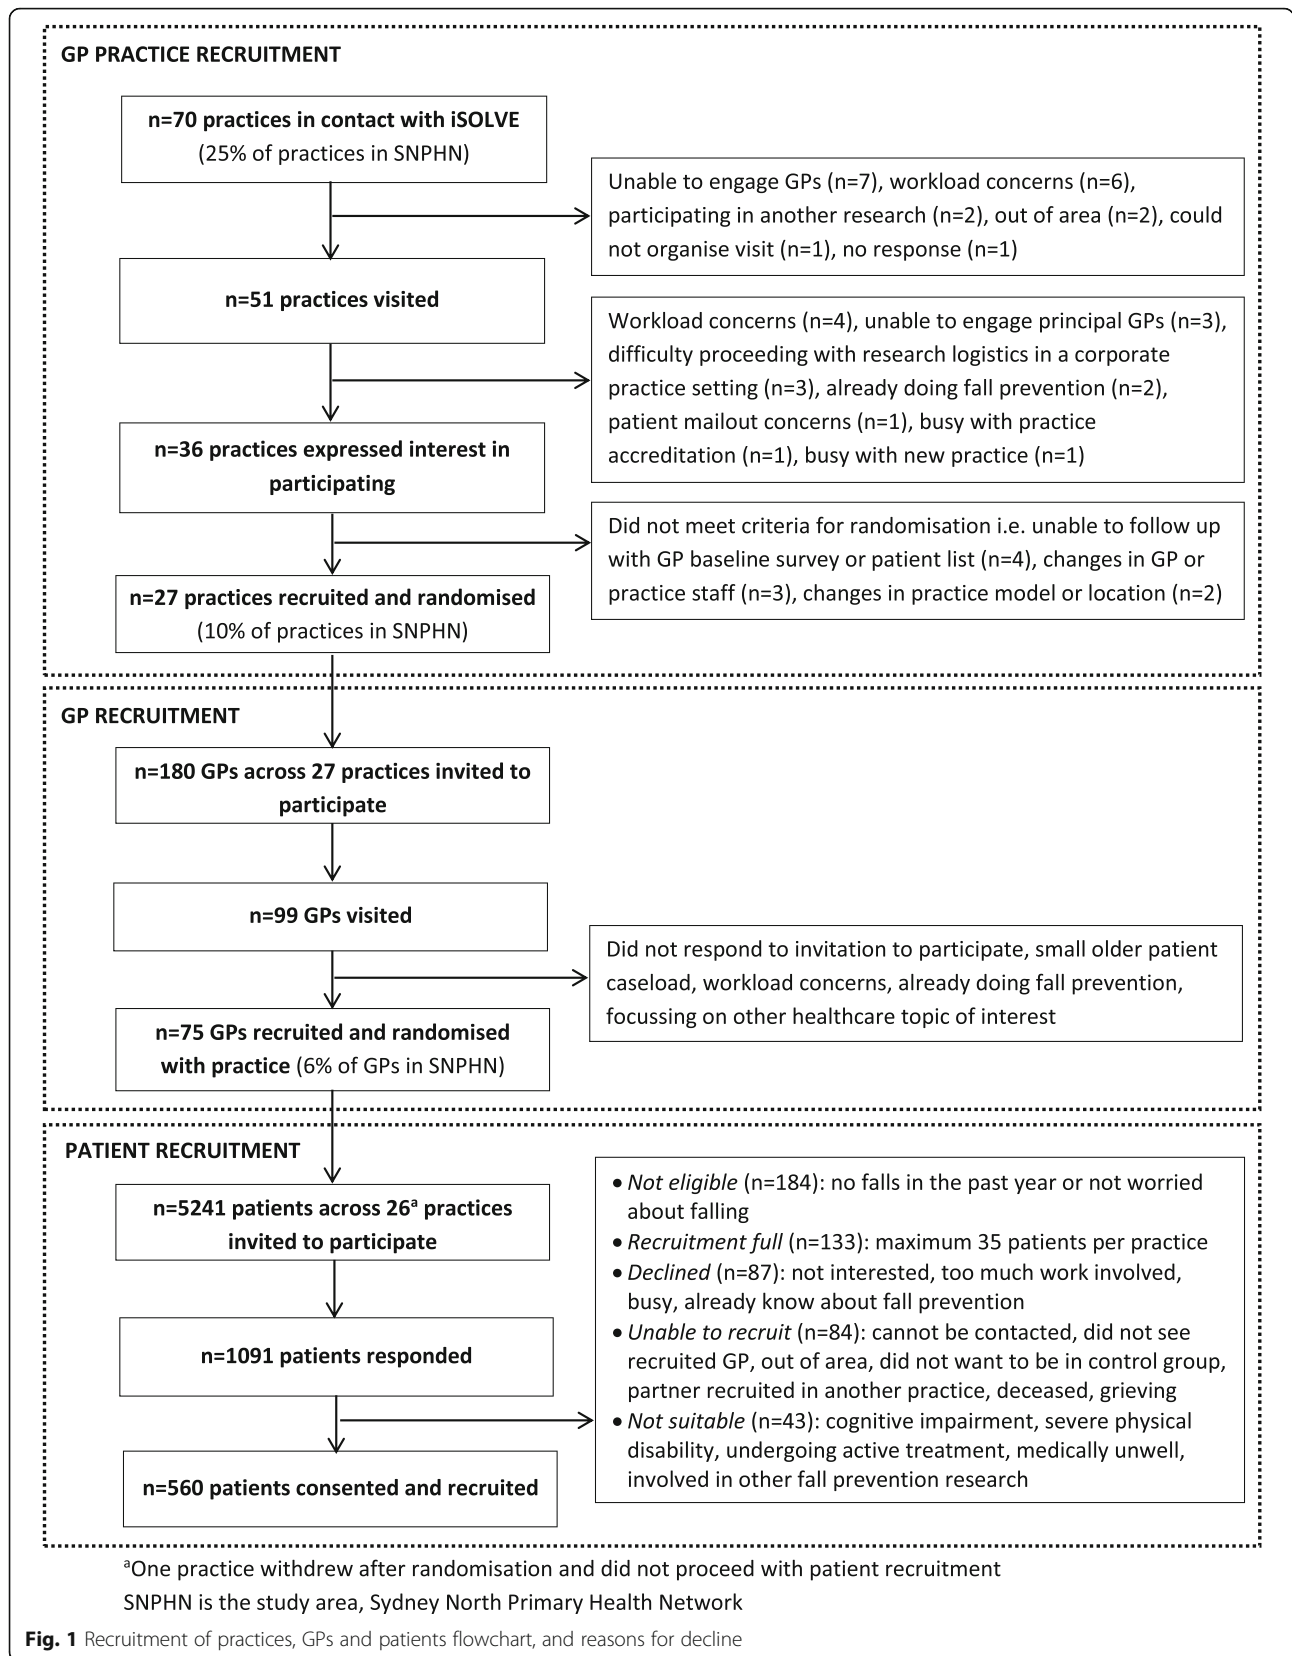 GP PRACTICE RECRUITMENT
n=70 practices in contact with iSOLVE
(25% of practices in SNPHN)
Unable to engage GPs (n=7), workload concerns (n=6),
participating in another research (n=2), out of area (n=2), could
not organise visit (n=1), no response (n=1)
n=51 practices visited
Workload concerns (n=4), unable to engage principal GPs (n=3),
difficulty proceeding with research logistics in a corporate
practice setting (n=3), already doing fall prevention (n=2),
patient mailout concerns (n=1), busy with practice
accreditation (n=1), busy with new practice (n=1)
n=36 practices expressed interest in
participating
Did not meet criteria for randomisation i.e. unable to follow up
with GP baseline survey or patient list (n=4), changes in GP or
practice staff (n=3), changes in practice model or location (n=2)
n=27 practices recruited and randomised
(10% of practices in SNPHN)
GP RECRUITMENT
n=180 GPs across 27 practices invited to
participate
n=99 GPs visited
Did not respond to invitation to participate, small older patient
caseload, workload concerns, already doing fall prevention,
focussing on other healthcare topic of interest
n=75 GPs recruited and randomised
with practice (6% of GPs in SNPHN)
PATIENT RECRUITMENT
n=5241 patients across 26ᵃ practices
invited to participate
n=1091 patients responded
• Not eligible (n=184): no falls in the past year or not worried
about falling
• Recruitment full (n=133): maximum 35 patients per practice
• Declined (n=87): not interested, too much work involved,
busy, already know about fall prevention
• Unable to recruit (n=84): cannot be contacted, did not see
recruited GP, out of area, did not want to be in control group,
partner recruited in another practice, deceased, grieving
• Not suitable (n=43): cognitive impairment, severe physical
disability, undergoing active treatment, medically unwell,
involved in other fall prevention research
n=560 patients consented and recruited
ᵃOne practice withdrew after randomisation and did not proceed with patient recruitment
SNPHN is the study area, Sydney North Primary Health Network
Fig. 1 Recruitment of practices, GPs and patients flowchart, and reasons for decline